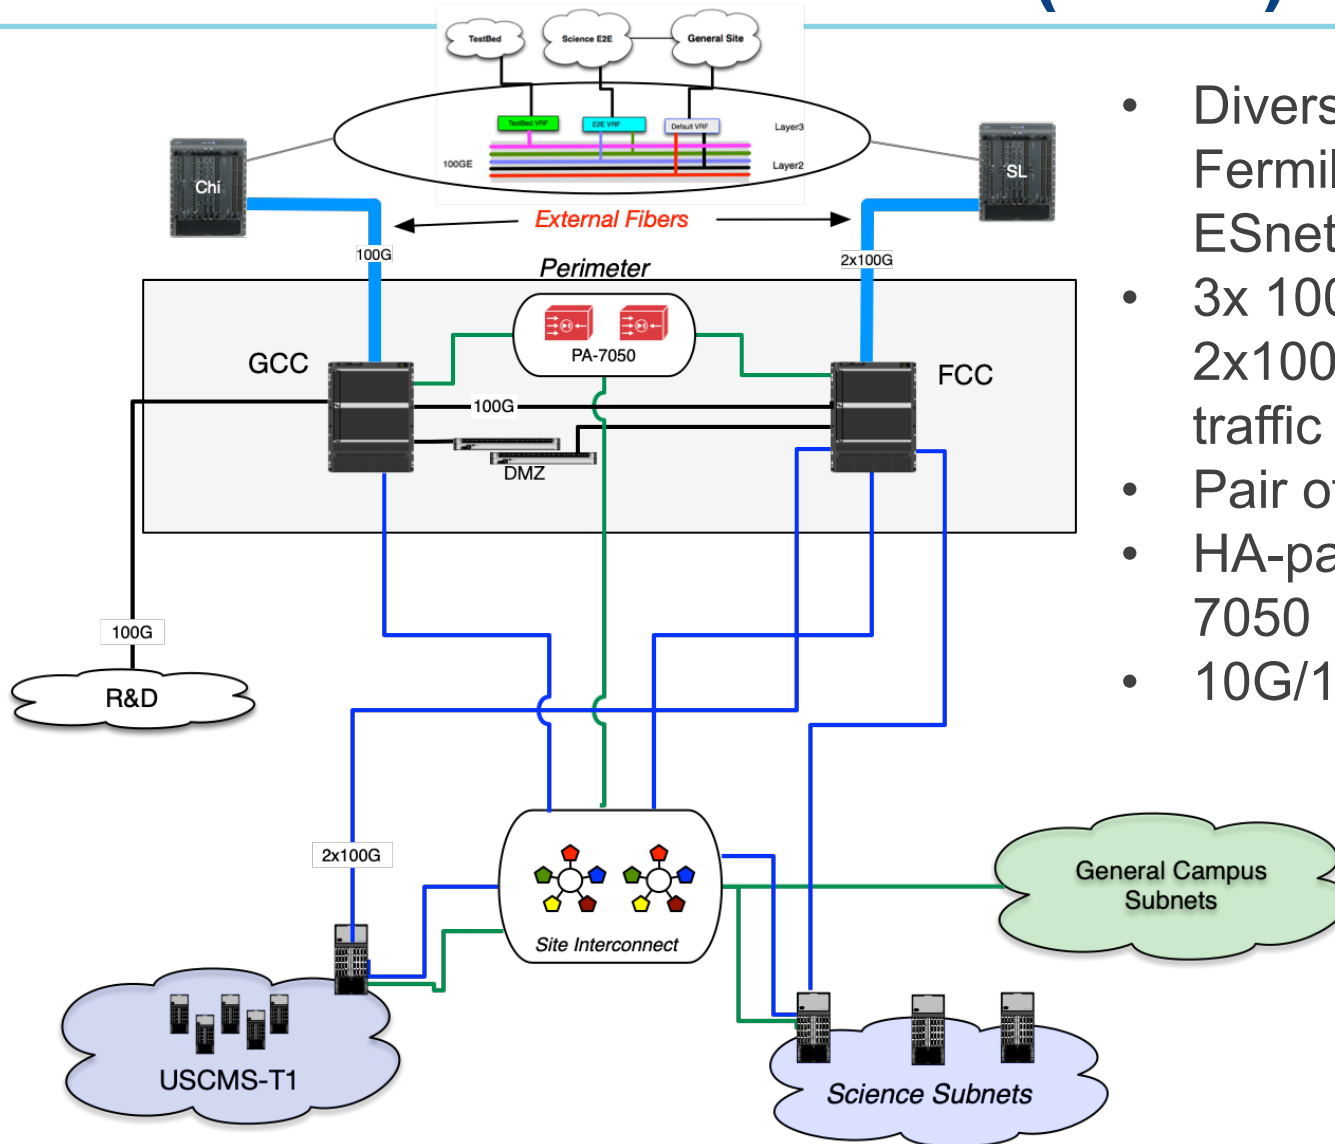 TestBed
Science E2E
General Site
TestBed VRF
E2E VRF
Default VRF
Layer3
100GE
Layer2
Chi
SL
External Fibers
100G
2x100G
Perimeter
PA-7050
GCC
FCC
100G
DMZ
100G
R&D
2x100G
Site Interconnect
General Campus
Subnets
USCMS-T1
Science Subnets
• Divers
Fermil
ESnet
• 3x 100
2x100
traffic
• Pair of
• HA-pa
7050
• 10G/1